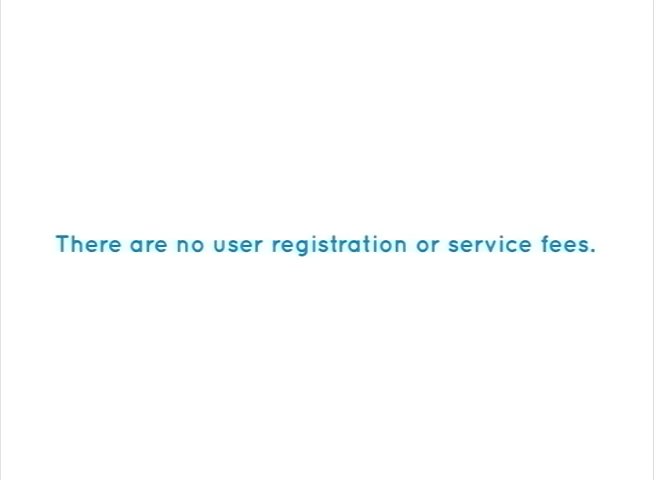 There are no user registration or service fees.